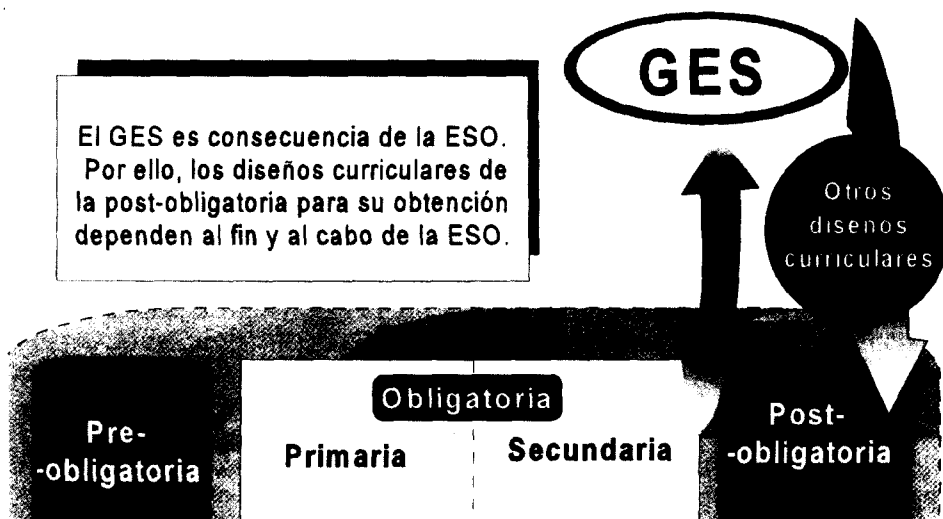 GES
El GES es consecuencia de la ESO.
Por ello, los diseños curriculares de
la post-obligatoria para su obtención
dependen al fin y al cabo de la ESO.
Otros
disenos
curriculares
Obligatoria
Pre-
-obligatoria
Primaria
Secundaria
Post-
-obligatoria